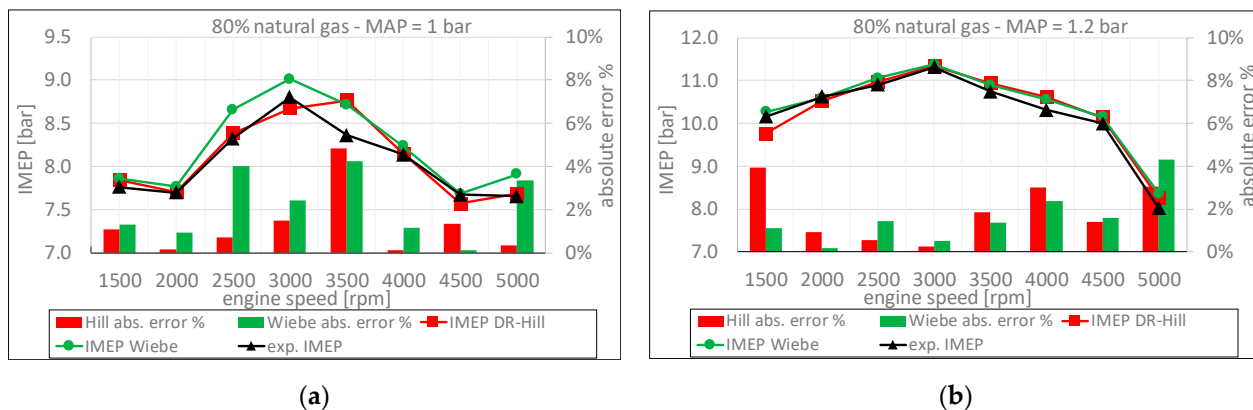 80% natural gas - MAP = 1 bar
IMEP [bar]
9.5
9.0
8.5
8.0
7.5
7.0
10%
8%
6%
4%
2%
0%
absolute error %
1500 2000 2500 3000 3500 4000 4500 5000
engine speed [rpm]
Hill abs. error % Wiebe abs. error % IMEP DR-Hill
IMEP Wiebe exp. IMEP
(a)
80% natural gas - MAP = 1.2 bar
IMEP [bar]
12.0
11.0
10.0
9.0
8.0
7.0
10%
8%
6%
4%
2%
0%
absolute error %
1500 2000 2500 3000 3500 4000 4500 5000
engine speed [rpm]
Hill abs. error % Wiebe abs. error % IMEP DR-Hill
IMEP Wiebe exp. IMEP
(b)